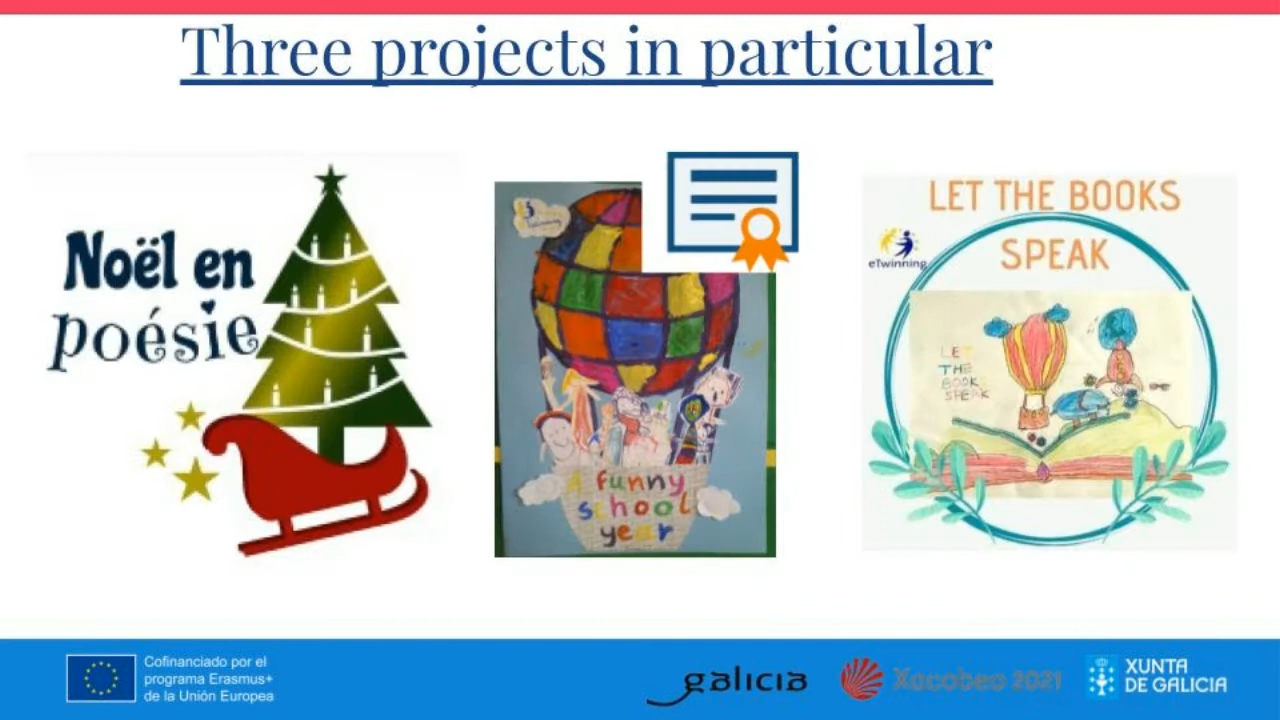 Three projects in particular
Noël en
poésie
eTwinning
A funny
school
year
LET THE BOOKS
SPEAK
eTwinning
LET
THE
BOOKS
SPEAK
Cofinanciado por el
programa Erasmus+
de la Unión Europea
galicia
Xacobeo 2021
XUNTA
DE GALICIA